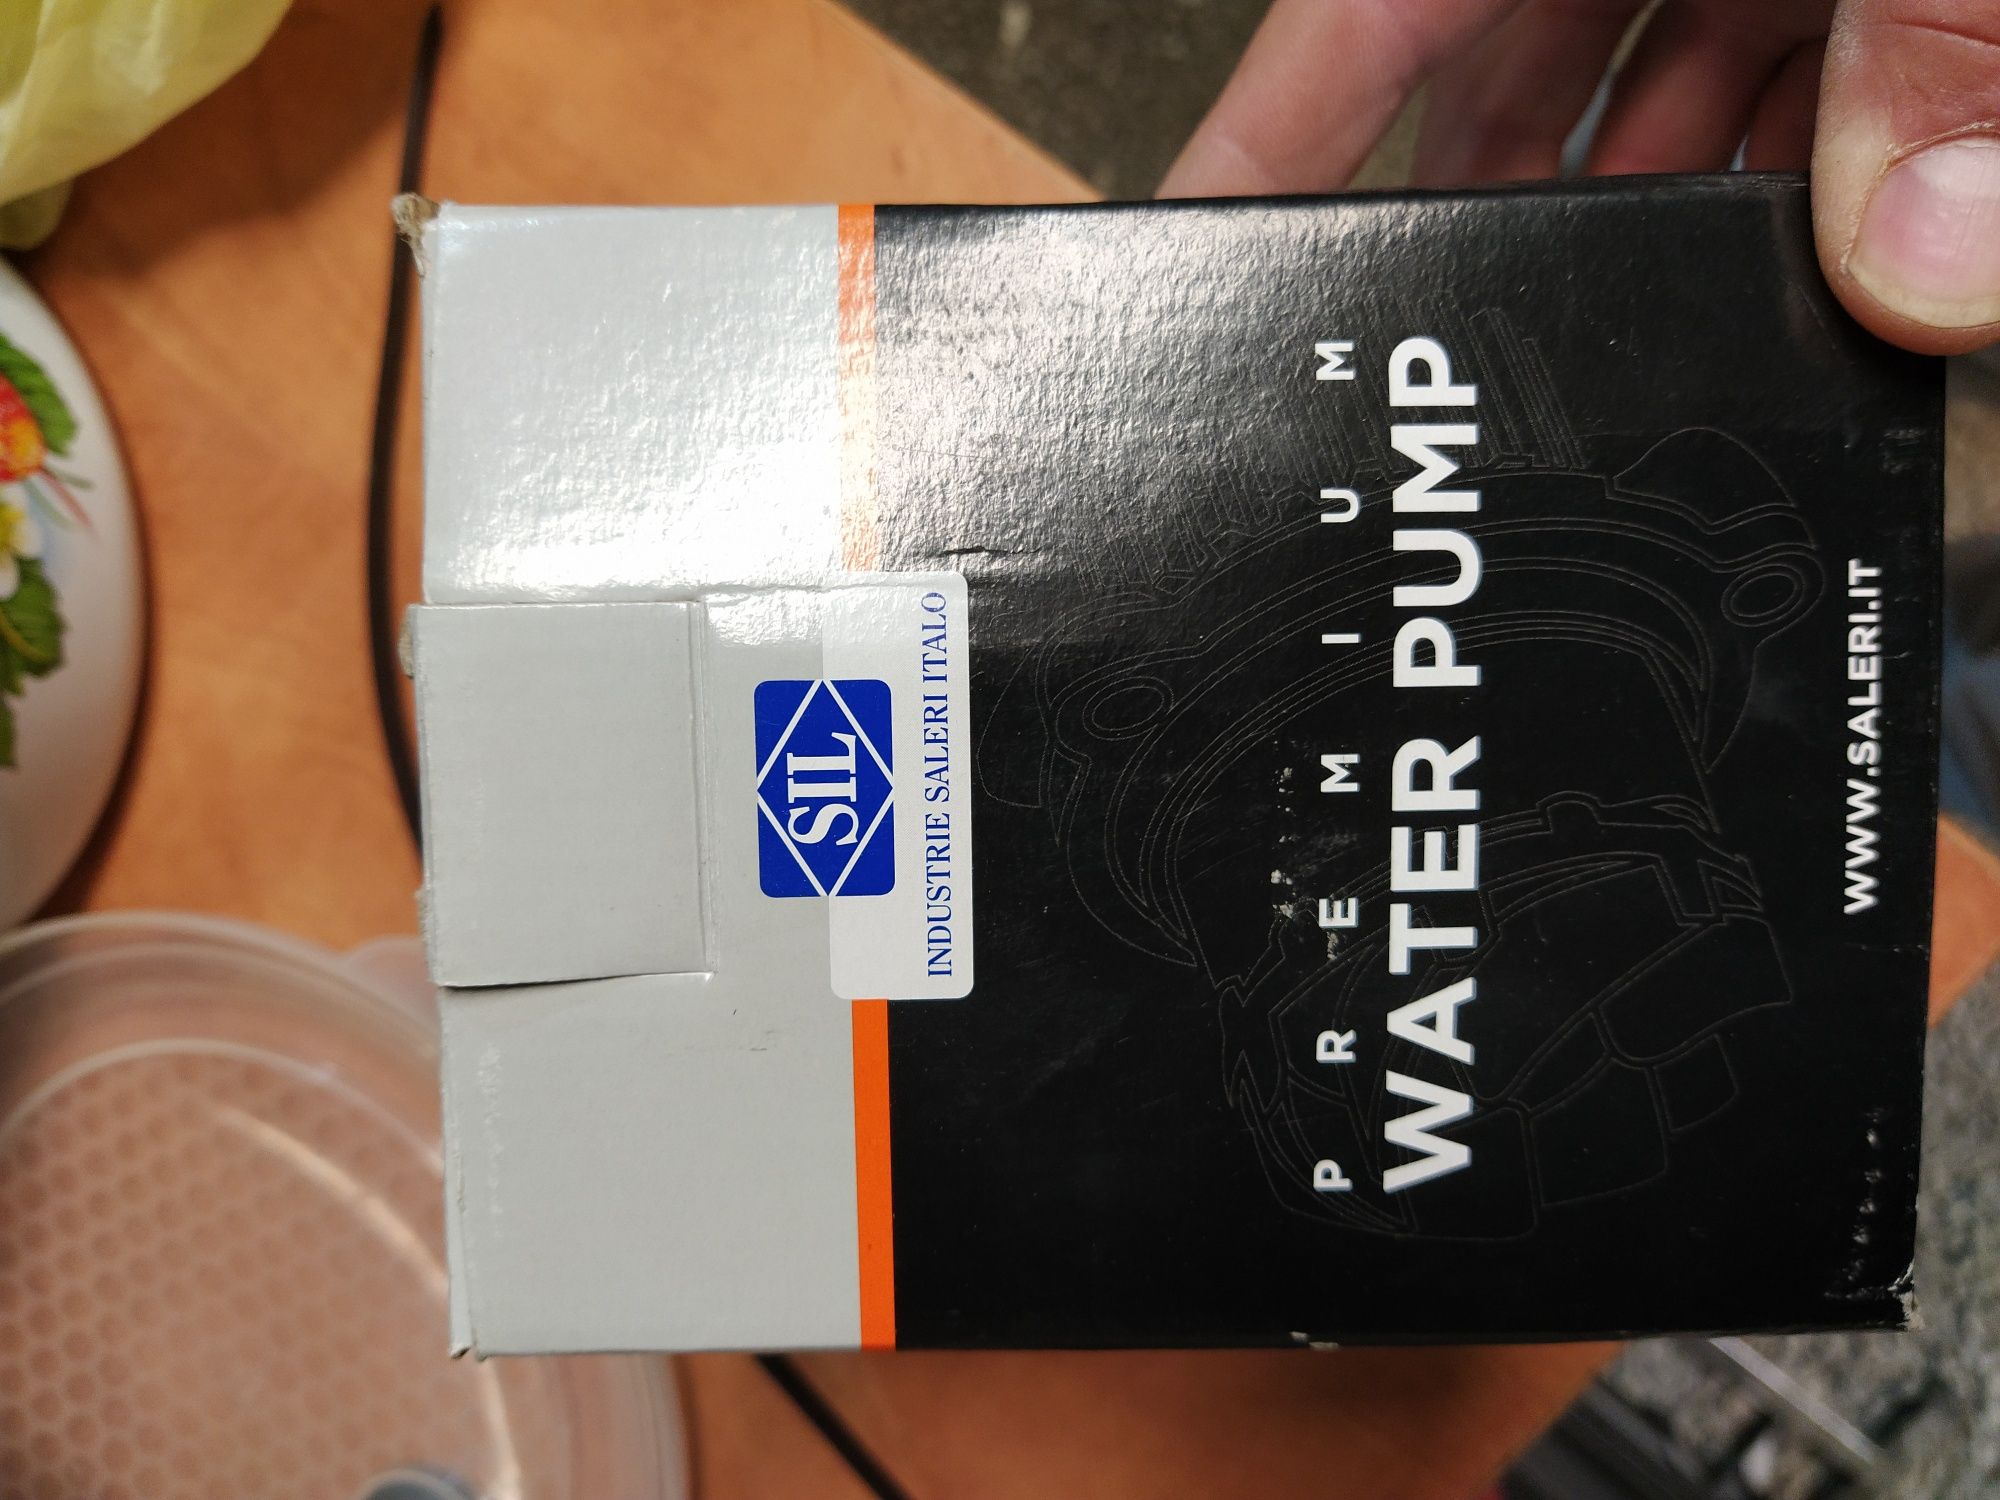 SIL
INDUSTRIE SALERI ITALO
PREMIUM
WATER PUMP
WWW.SALERI.IT